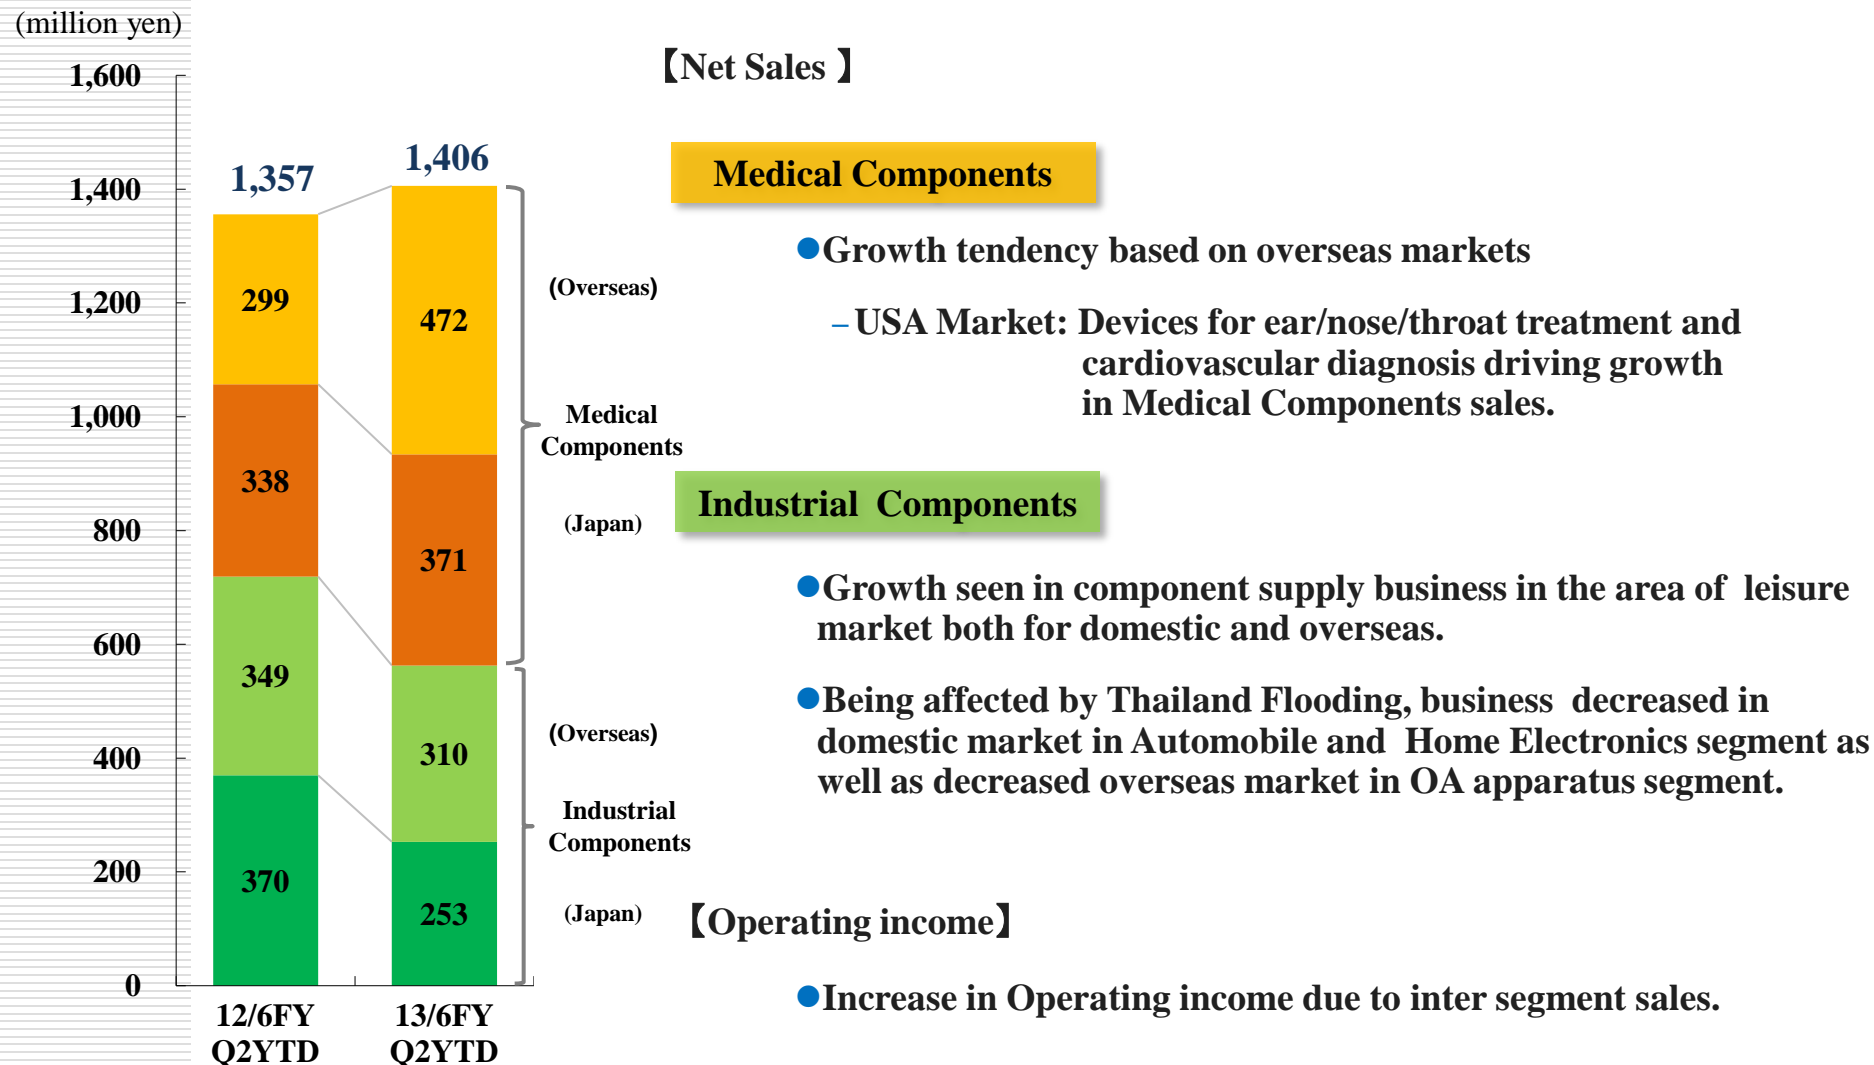 (million yen)
1,600
1,400
1,200
1,000
800
600
400
200
0
1,357
299
338
349
370
12/6FY
Q2YTD
1,406
472
371
310
253
13/6FY
Q2YTD
(Overseas)
Medical
Components
(Japan)
(Overseas)
Industrial
Components
(Japan)
【Net Sales 】
Medical Components
●Growth tendency based on overseas markets
–USA Market: Devices for ear/nose/throat treatment and
cardiovascular diagnosis driving growth
in Medical Components sales.
Industrial  Components
●Growth seen in component supply business in the area of  leisure
market both for domestic and overseas.
●Being affected by Thailand Flooding, business  decreased in
domestic market in Automobile and  Home Electronics segment as
well as decreased overseas market in OA apparatus segment.
【Operating income】
●Increase in Operating income due to inter segment sales.